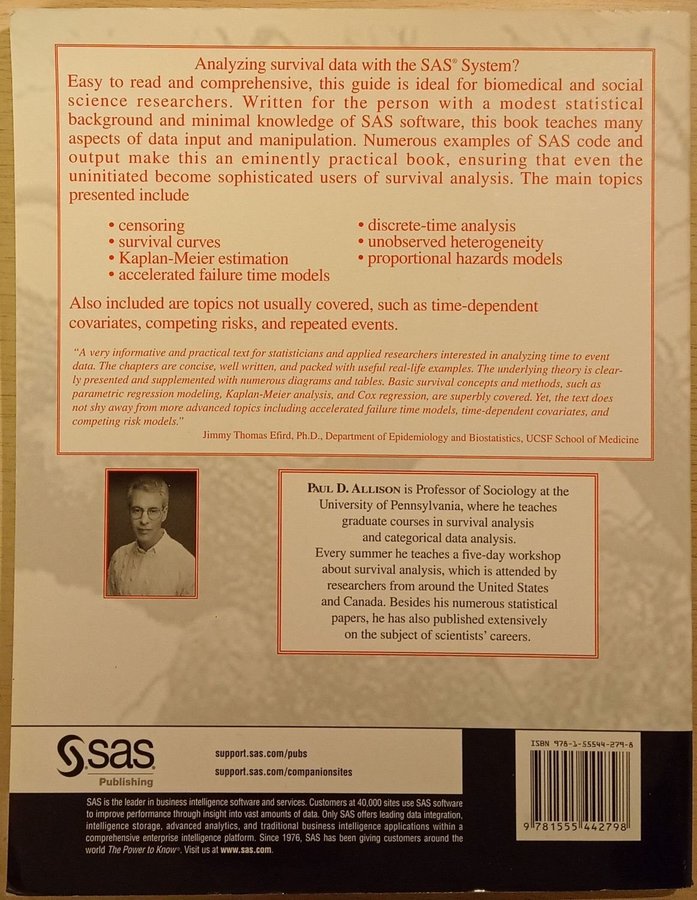 Analyzing survival data with the SAS® System?
Easy to read and comprehensive, this guide is ideal for biomedical and social
science researchers. Written for the person with a modest statistical
background and minimal knowledge of SAS software, this book teaches many
aspects of data input and manipulation. Numerous examples of SAS code and
output make this an eminently practical book, ensuring that even the
uninitiated become sophisticated users of survival analysis. The main topics
presented include
• censoring
• survival curves
• Kaplan-Meier estimation
• accelerated failure time models
• discrete-time analysis
• unobserved heterogeneity
• proportional hazards models
Also included are topics not usually covered, such as time-dependent
covariates, competing risks, and repeated events.
“A very informative and practical text for statisticians and applied researchers interested in analyzing time to event
data. The chapters are concise, well written, and packed with useful real-life examples. The underlying theory is clear-
ly presented and supplemented with numerous diagrams and tables. Basic survival concepts and methods, such as
parametric regression modeling, Kaplan-Meier analysis, and Cox regression, are superbly covered. Yet, the text does
not shy away from more advanced topics including accelerated failure time models, time-dependent covariates, and
competing risk models.”
Jimmy Thomas Efird, Ph.D., Department of Epidemiology and Biostatistics, UCSF School of Medicine
PAUL D. ALLISON is Professor of Sociology at the
University of Pennsylvania, where he teaches
graduate courses in survival analysis
and categorical data analysis.
Every summer he teaches a five-day workshop
about survival analysis, which is attended by
researchers from around the United States
and Canada. Besides his numerous statistical
papers, he has also published extensively
on the subject of scientists’ careers.
sas
Publishing
support.sas.com/pubs
support.sas.com/companionsites
SAS is the leader in business intelligence software and services. Customers at 40,000 sites use SAS software
to improve performance through insight into vast amounts of data. Only SAS offers leading data integration,
intelligence storage, advanced analytics, and traditional business intelligence applications within a
comprehensive enterprise intelligence platform. Since 1976, SAS has been giving customers around the
world The Power to Know®. Visit us at www.sas.com.
ISBN 978-1-55544-279-8
9 781555 442798